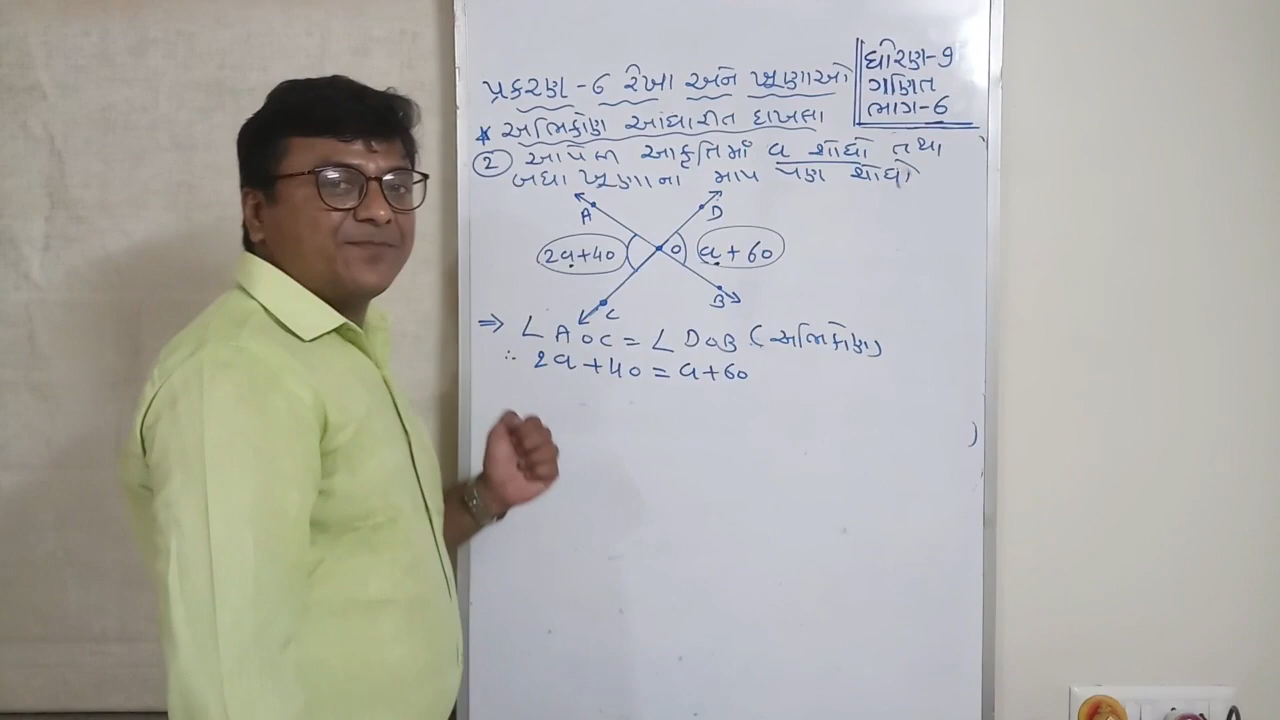 પ્રકરણ-6 રેખા અને ખૂણાઓ
ધોરણ-9
ગણિત
ભાગ-6
* અભિકોણ આધારીત દાખલા
2 આપેલ આકૃતિમાં a શોધો તથા
બધા ખૂણાના માપ પણ શોધો
A D
2a+40 O a+60
C B
⇒ ∠AOC = ∠DOB (અભિકોણ)
∴ 2a+40 = a+60